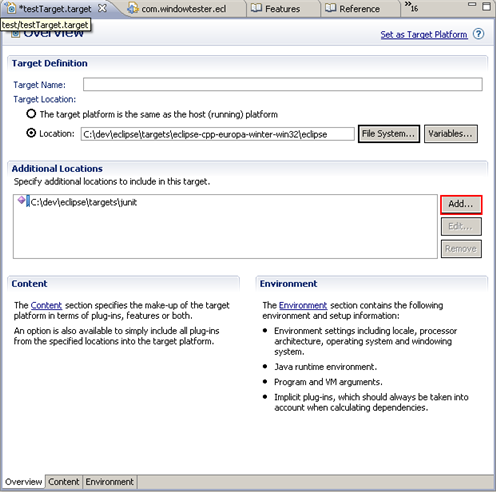 *testTarget.target
com.windowtester.ecl
Features
Reference
»16
test/testTarget.target
Overview
Set as Target Platform
Target Definition
Target Name:
Target Location:
The target platform is the same as the host (running) platform
Location: C:\dev\eclipse\targets\eclipse-cpp-europa-winter-win32\eclipse File System... Variables...
Additional Locations
Specify additional locations to include in this target.
C:\dev\eclipse\targets\junit
Add...
Edit...
Remove
Content
The Content section specifies the make-up of the target
platform in terms of plug-ins, features or both.
An option is also available to simply include all plug-ins
from the specified locations into the target platform.
Environment
The Environment section contains the following
environment and setup information:
• Environment settings including locale, processor
architecture, operating system and windowing
system.
• Java runtime environment.
• Program and VM arguments.
• Implicit plug-ins, which should always be taken into
account when calculating dependencies.
Overview Content Environment